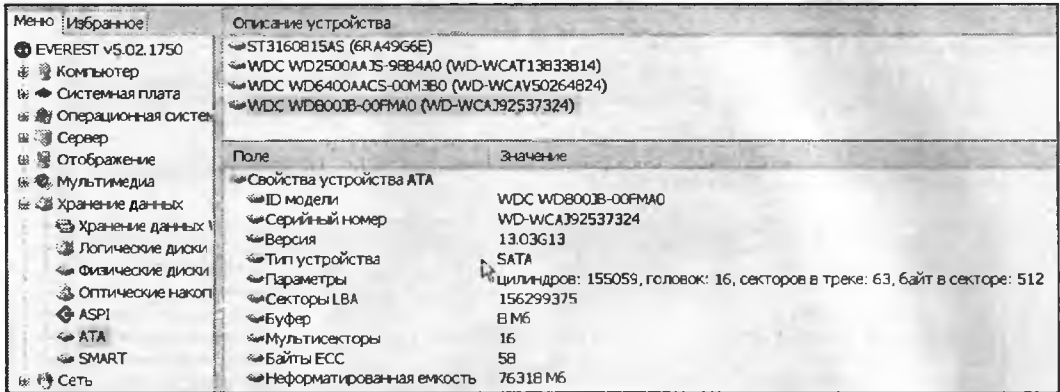 Меню Избранное
EVEREST v5.02.1750
Компьютер
Системная плата
Операционная систем
Сервер
Отображение
Мультимедиа
Хранение данных
Хранение данных
Логические диски
Физические диски
Оптические накопи
ASPI
ATA
SMART
Сеть
Описание устройства
ST3160815AS (6RA49G6E)
WDC WD2500AAJS-98B4A0 (WD-WCAT13833814)
WDC WD6400AACS-00M3B0 (WD-WCAV50264824)
WDC WD800JB-00FMA0 (WD-WCAJ92537324)
Поле Значение
Свойства устройства ATA
ID модели WDC WD800JB-00FMA0
Серийный номер WD-WCAJ92537324
Версия 13.03G13
Тип устройства SATA
Параметры цилиндров: 155059, головок: 16, секторов в треке: 63, байт в секторе: 512
Секторы LBA 156299375
Буфер 8 Мб
Мультисекторы 16
Байты ECC 58
Неформатированная емкость 76318 Мб